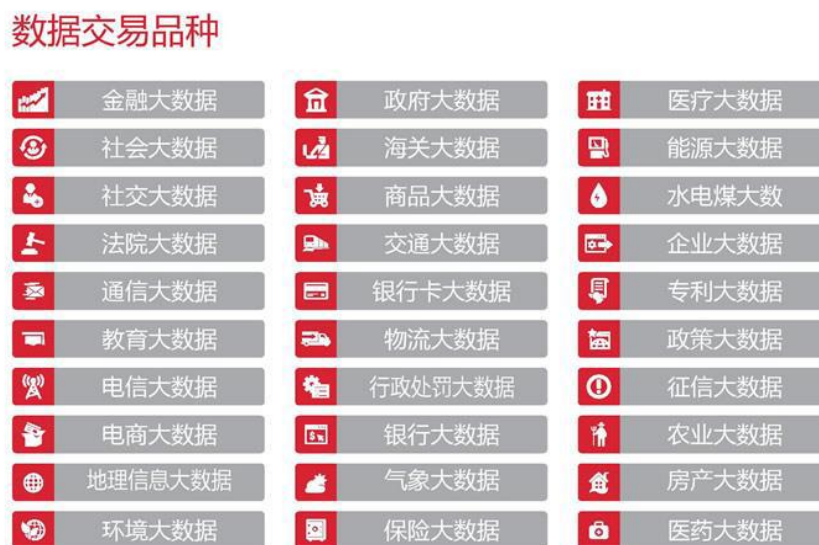 数据交易品种
金融大数据
政府大数据
医疗大数据
社会大数据
海关大数据
能源大数据
社交大数据
商品大数据
水电煤大数
法院大数据
交通大数据
企业大数据
通信大数据
银行卡大数据
专利大数据
教育大数据
物流大数据
政策大数据
电信大数据
行政处罚大数据
征信大数据
电商大数据
银行大数据
农业大数据
地理信息大数据
气象大数据
房产大数据
环境大数据
保险大数据
医药大数据